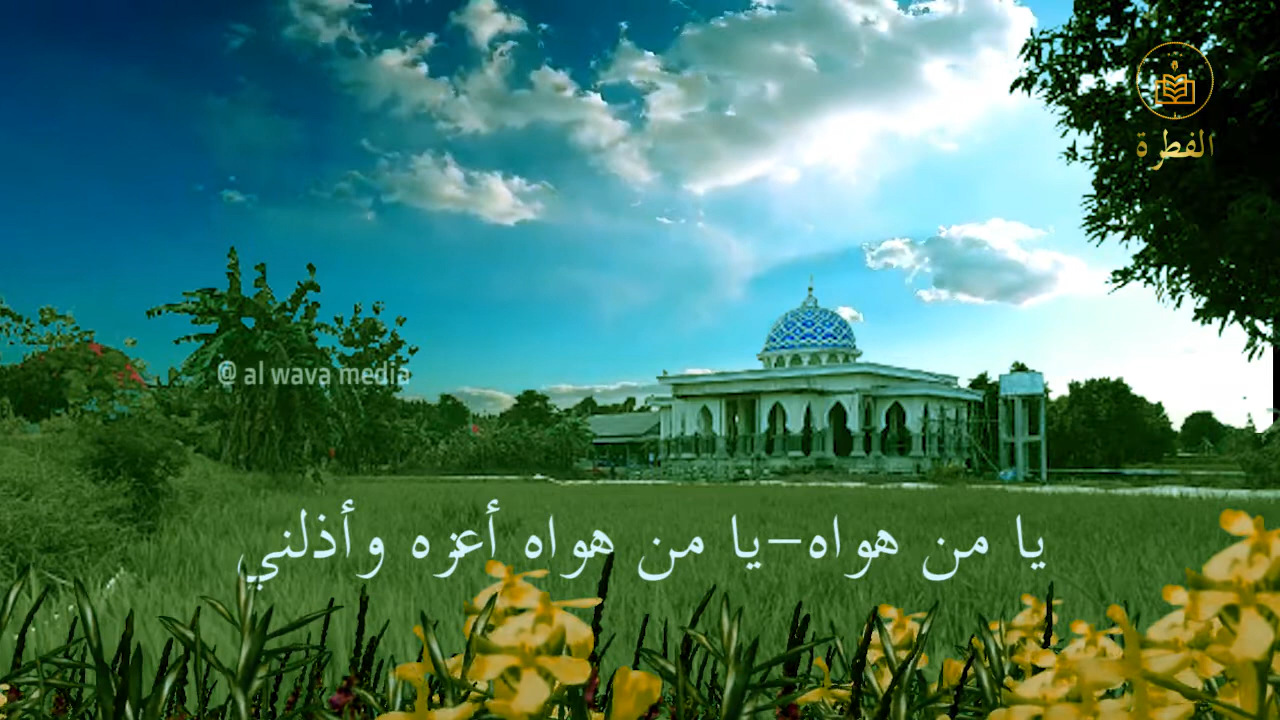 الفطرة
@ al wava media
يا من هواه-يا من هواه أعزه وأذلني